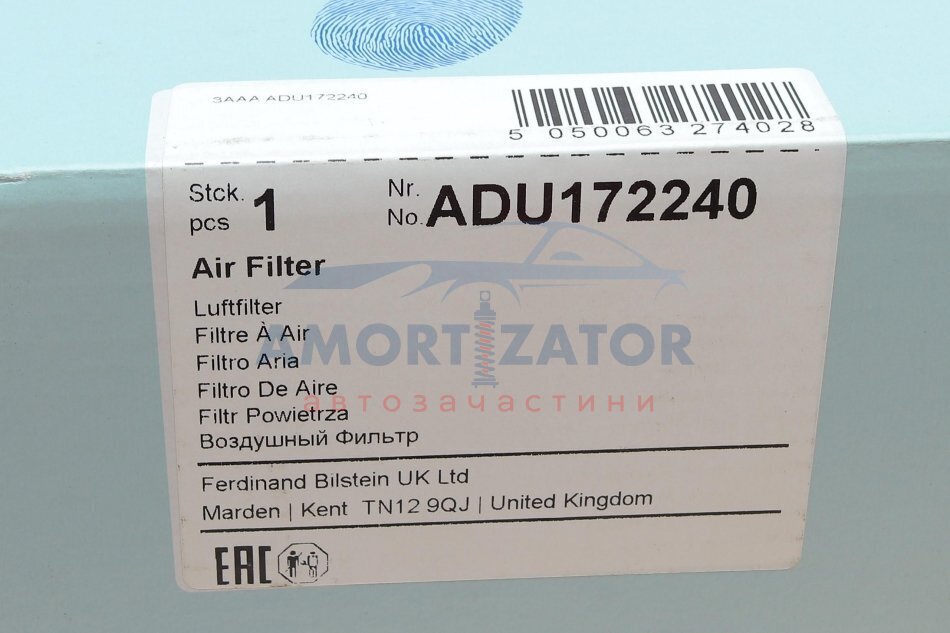 3AAA ADU172240
5 050063 274028
Stck.
pcs
1
Nr.
No.
ADU172240
Air Filter
Luftfilter
Filtre À Air
Filtro Aria
Filtro De Aire
Filtr Powietrza
Воздушный Фильтр
AMORTIZATOR
автозапчастини
Ferdinand Bilstein UK Ltd
Marden | Kent TN12 9QJ | United Kingdom
EAC